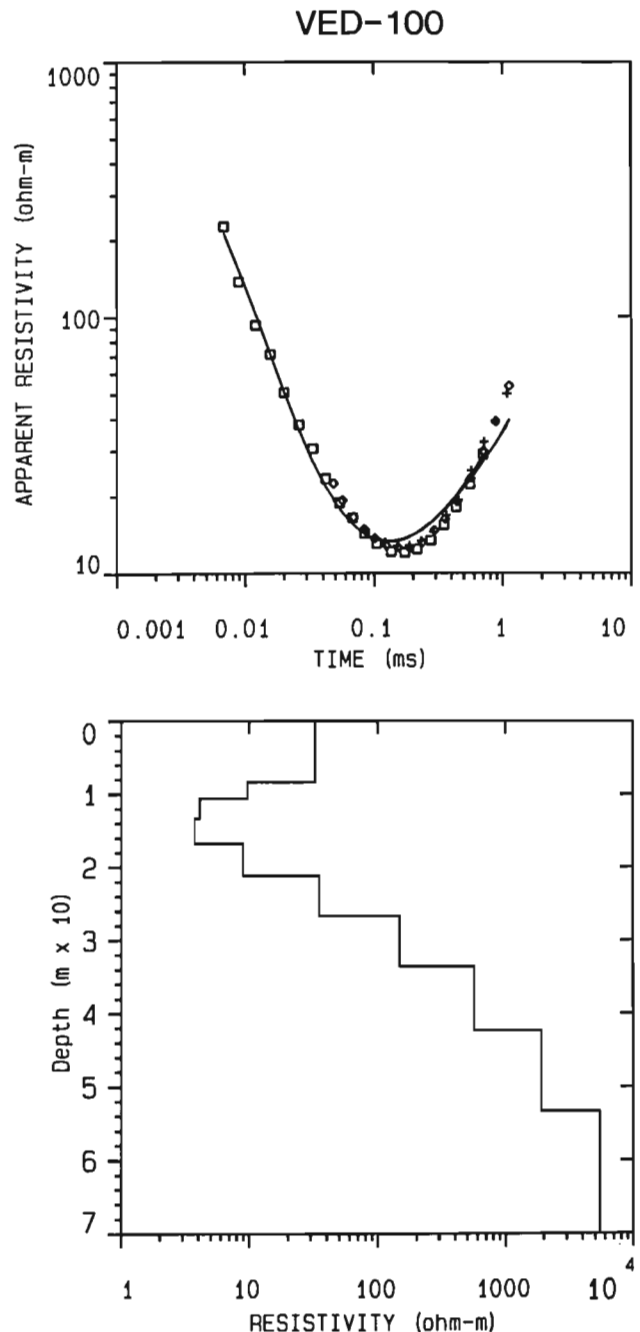 VED-100
1000
100
10
APPARENT RESISTIVITY (ohm-m)
0.001 0.01 0.1 1 10
TIME (ms)
0
1
2
3
4
5
6
7
Depth (m x 10)
1 10 100 1000 10 4
RESISTIVITY (ohm-m)